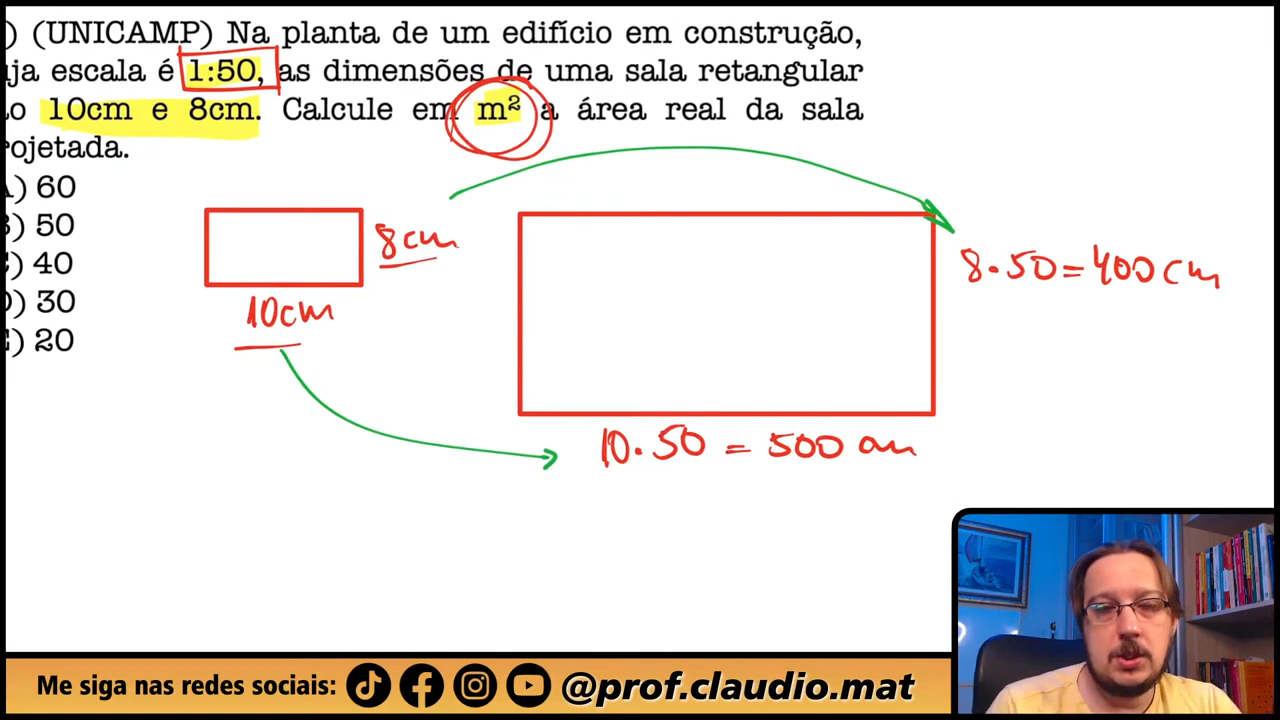 ) (UNICAMP) Na planta de um edifício em construção,
uja escala é 1:50, as dimensões de uma sala retangular
ão 10cm e 8cm. Calcule em m² a área real da sala
rojetada.
A) 60
B) 50
C) 40
D) 30
E) 20
8cm
10cm
8·50=400cm
10·50 = 500 cm
Me siga nas redes sociais: @prof.claudio.mat